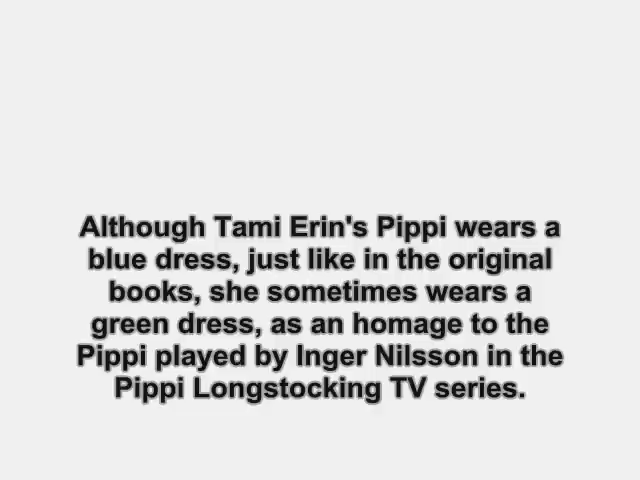 Although Tami Erin's Pippi wears a
blue dress, just like in the original
books, she sometimes wears a
green dress, as an homage to the
Pippi played by Inger Nilsson in the
Pippi Longstocking TV series.